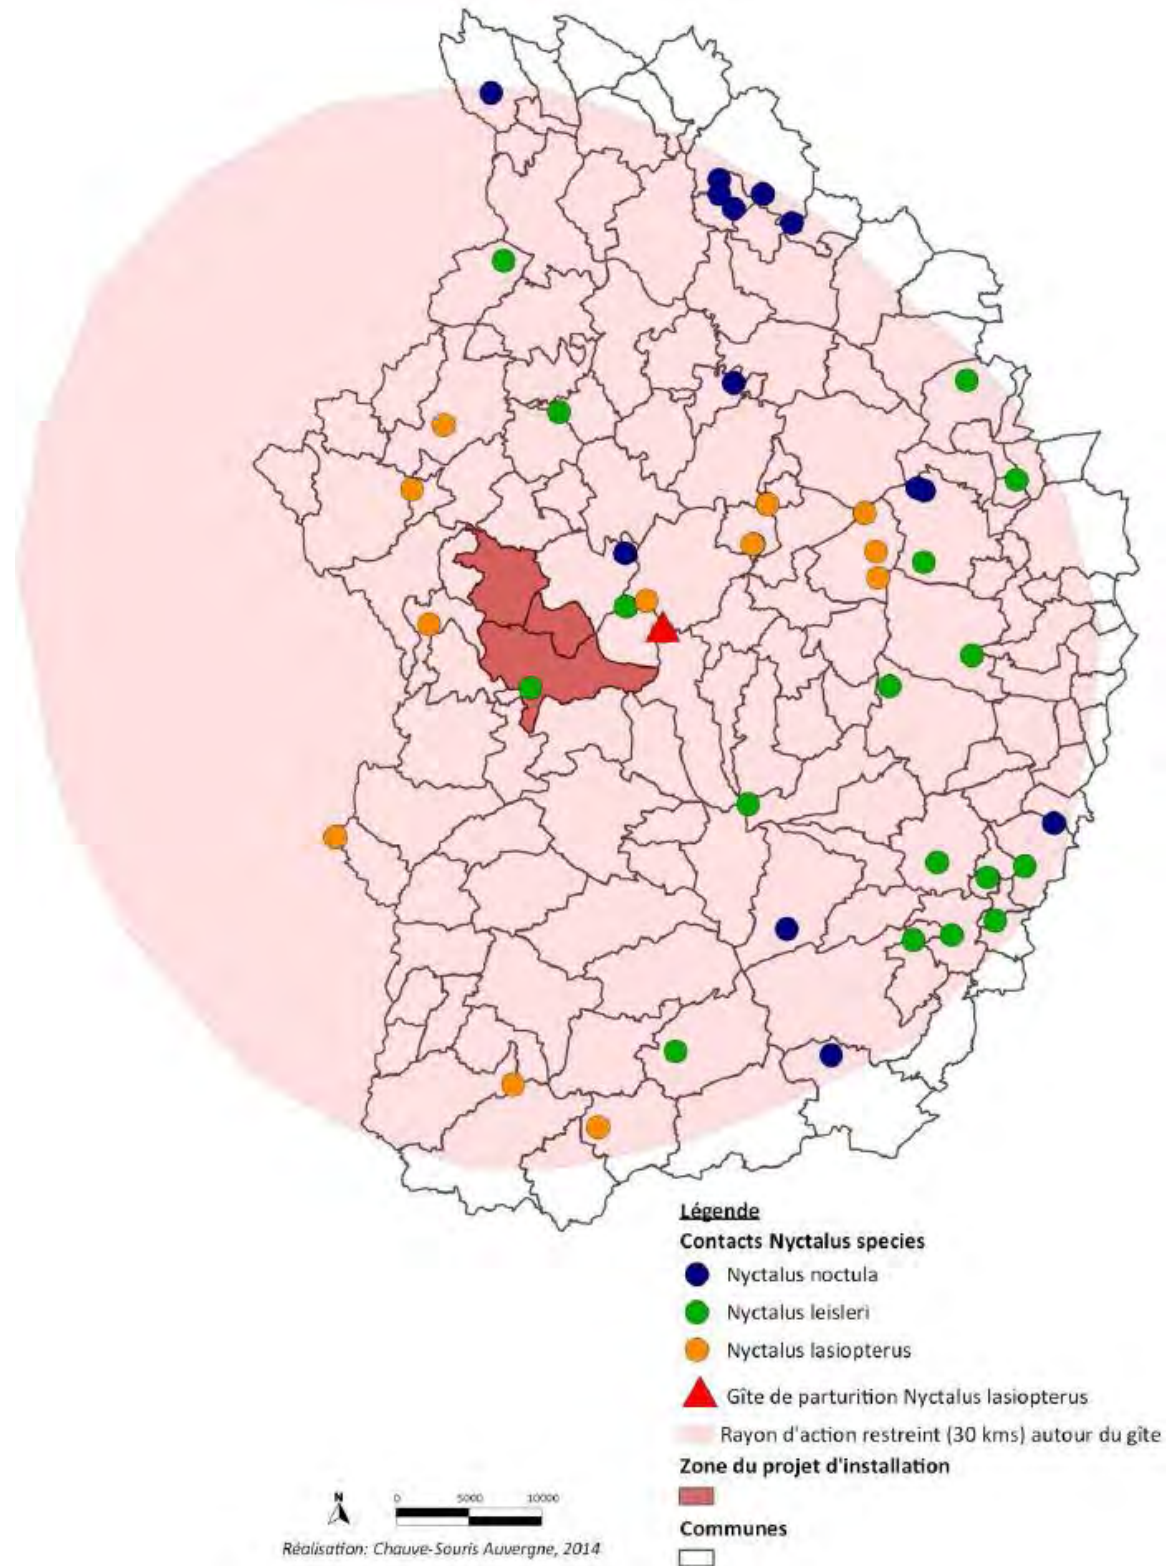 Légende
Contacts Nyctalus species
Nyctalus noctula
Nyctalus leisleri
Nyctalus lasiopterus
Gîte de parturition Nyctalus lasiopterus
Rayon d'action restreint (30 kms) autour du gîte
Zone du projet d'installation
Communes
N
0 5000 10000
Réalisation: Chauve-Souris Auvergne, 2014